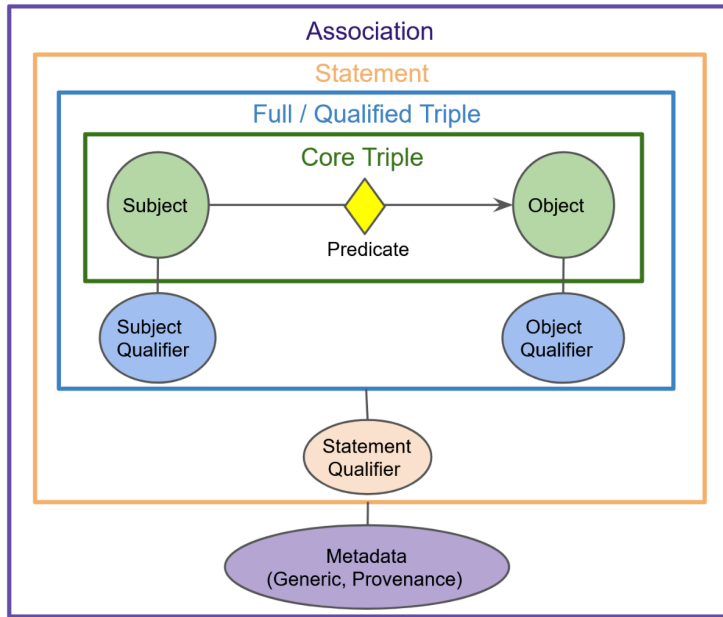 Association
Statement
Full / Qualified Triple
Core Triple
Subject
Object
Predicate
Subject
Qualifier
Object
Qualifier
Statement
Qualifier
Metadata
(Generic, Provenance)